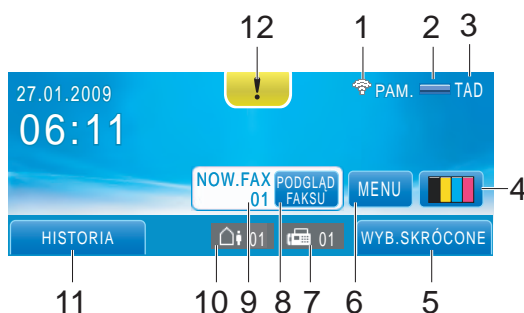 12 1 2 3
27.01.2009 ! PAM. TAD
06:11
NOW.FAX 01 PODGLĄD FAKSU MENU 4
HISTORIA 01 01 WYB.SKRÓCONE
11 10 9 8 7 6 5